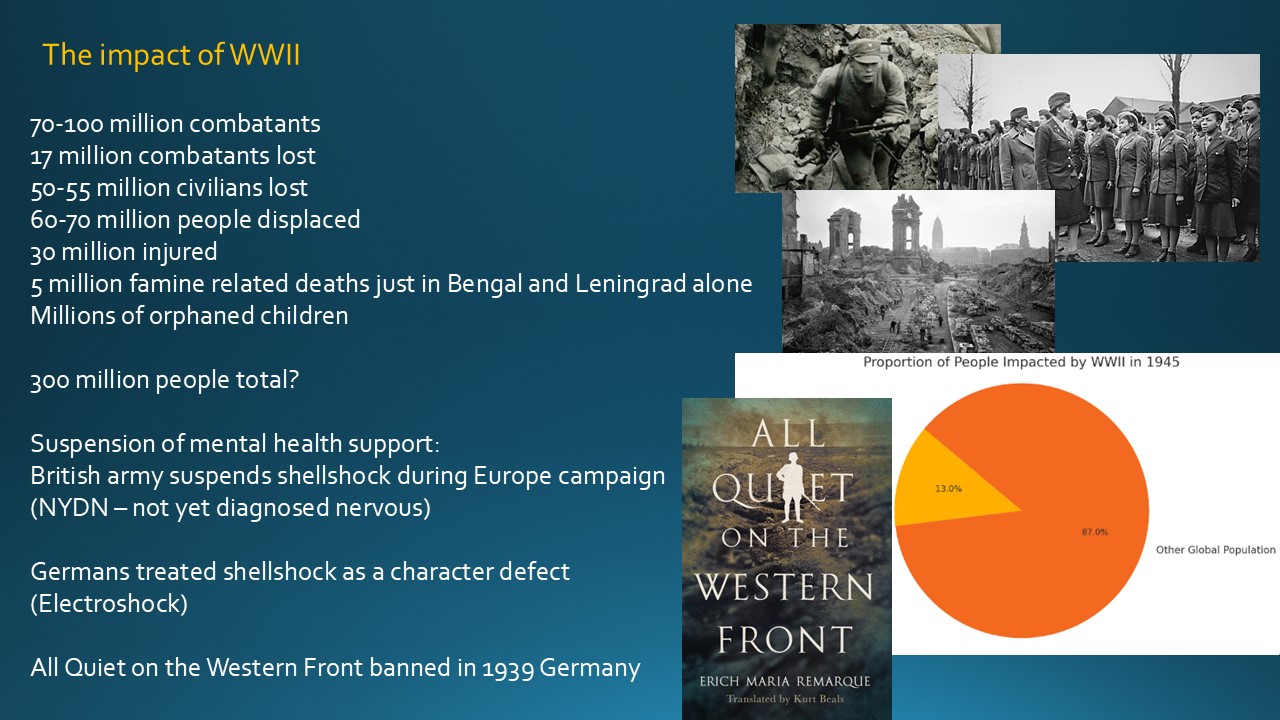 The impact of WWII
70-100 million combatants
17 million combatants lost
50-55 million civilians lost
60-70 million people displaced
30 million injured
5 million famine related deaths just in Bengal and Leningrad alone
Millions of orphaned children
300 million people total?
Suspension of mental health support:
British army suspends shellshock during Europe campaign
(NYDN – not yet diagnosed nervous)
Germans treated shellshock as a character defect
(Electroshock)
All Quiet on the Western Front banned in 1939 Germany
Proportion of People Impacted by WWII in 1945
13.0%
87.0%
Other Global Population
ALL
QUIET
ON THE
WESTERN
FRONT
ERICH MARIA REMARQUE
Translated by Kurt Beals